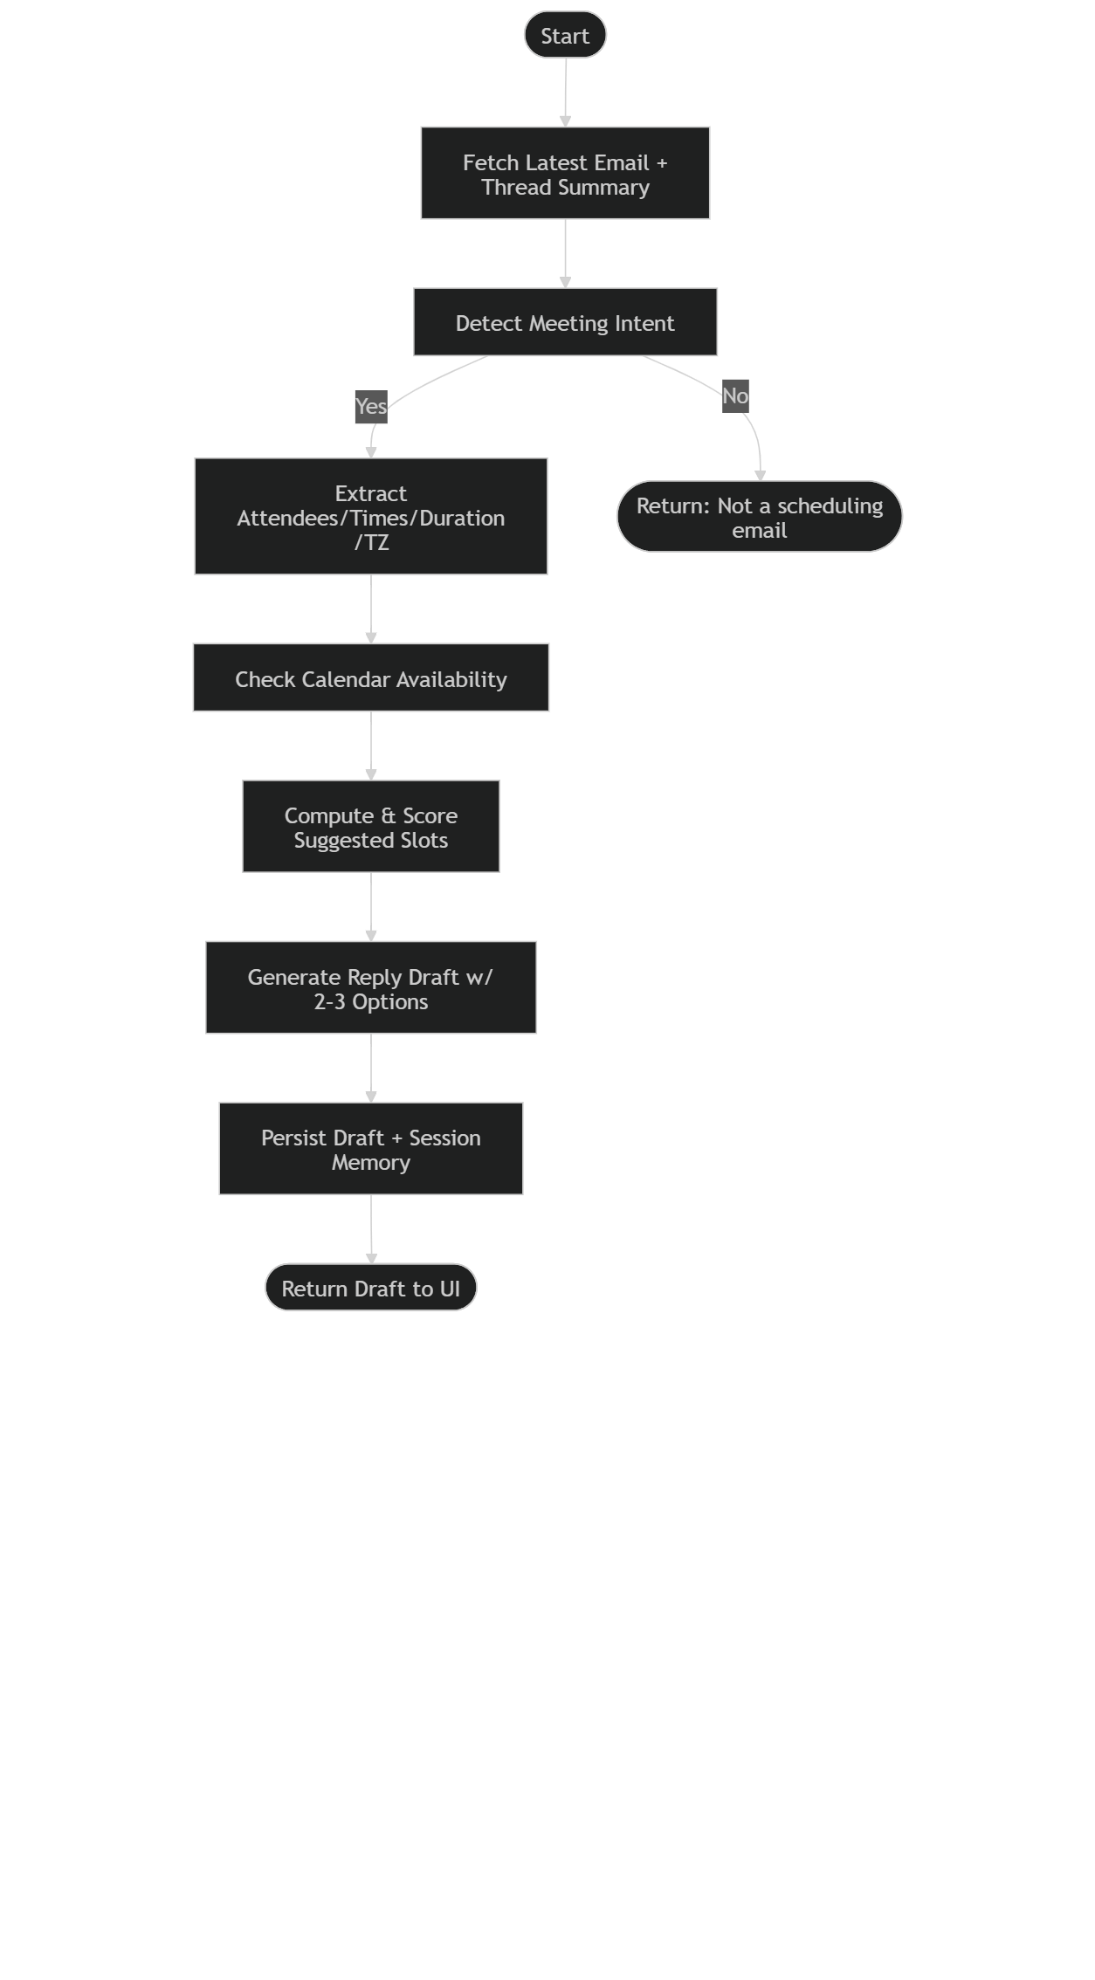 Start
Fetch Latest Email +
Thread Summary
Detect Meeting Intent
Yes
No
Extract
Attendees/Times/Duration
/TZ
Return: Not a scheduling
email
Check Calendar Availability
Compute & Score
Suggested Slots
Generate Reply Draft w/
2–3 Options
Persist Draft + Session
Memory
Return Draft to UI